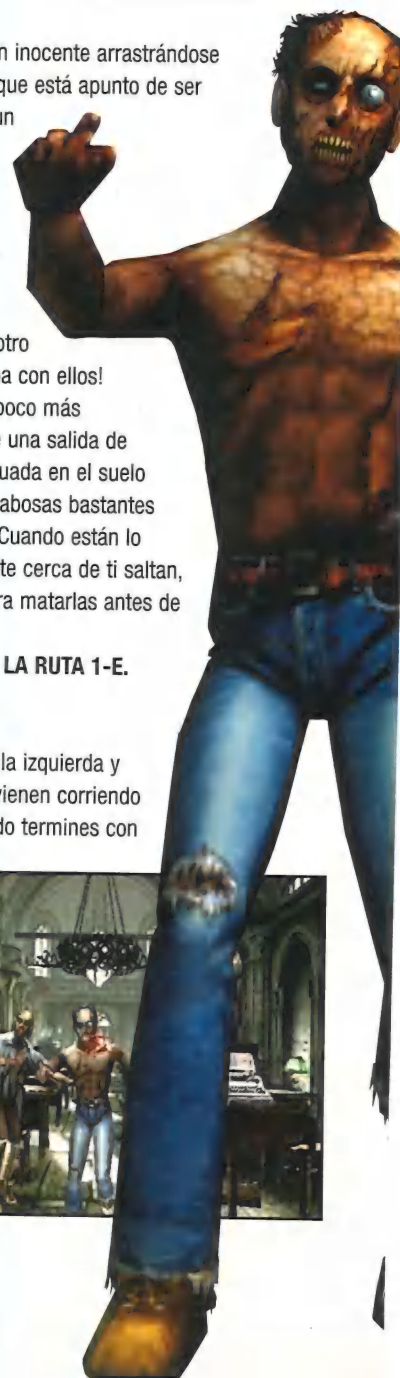 n inocente arrastrándose
que está apunto de ser
un
otro
a con ellos!
poco más
e una salida de
uada en el suelo
abosas bastantes
Cuando están lo
te cerca de ti saltan,
ra matarlas antes de
LA RUTA 1-E.
la izquierda y
vienen corriendo
do termines con